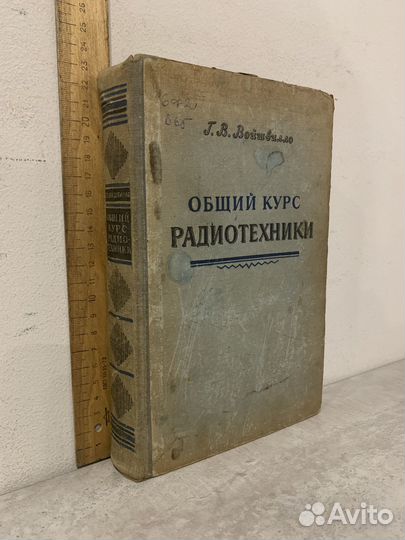 Г. В. Войшвилло
ОБЩИЙ КУРС
РАДИОТЕХНИКИ
ОБЩИЙ
КУРС
РАДИО-
ТЕХНИКИ
Avito